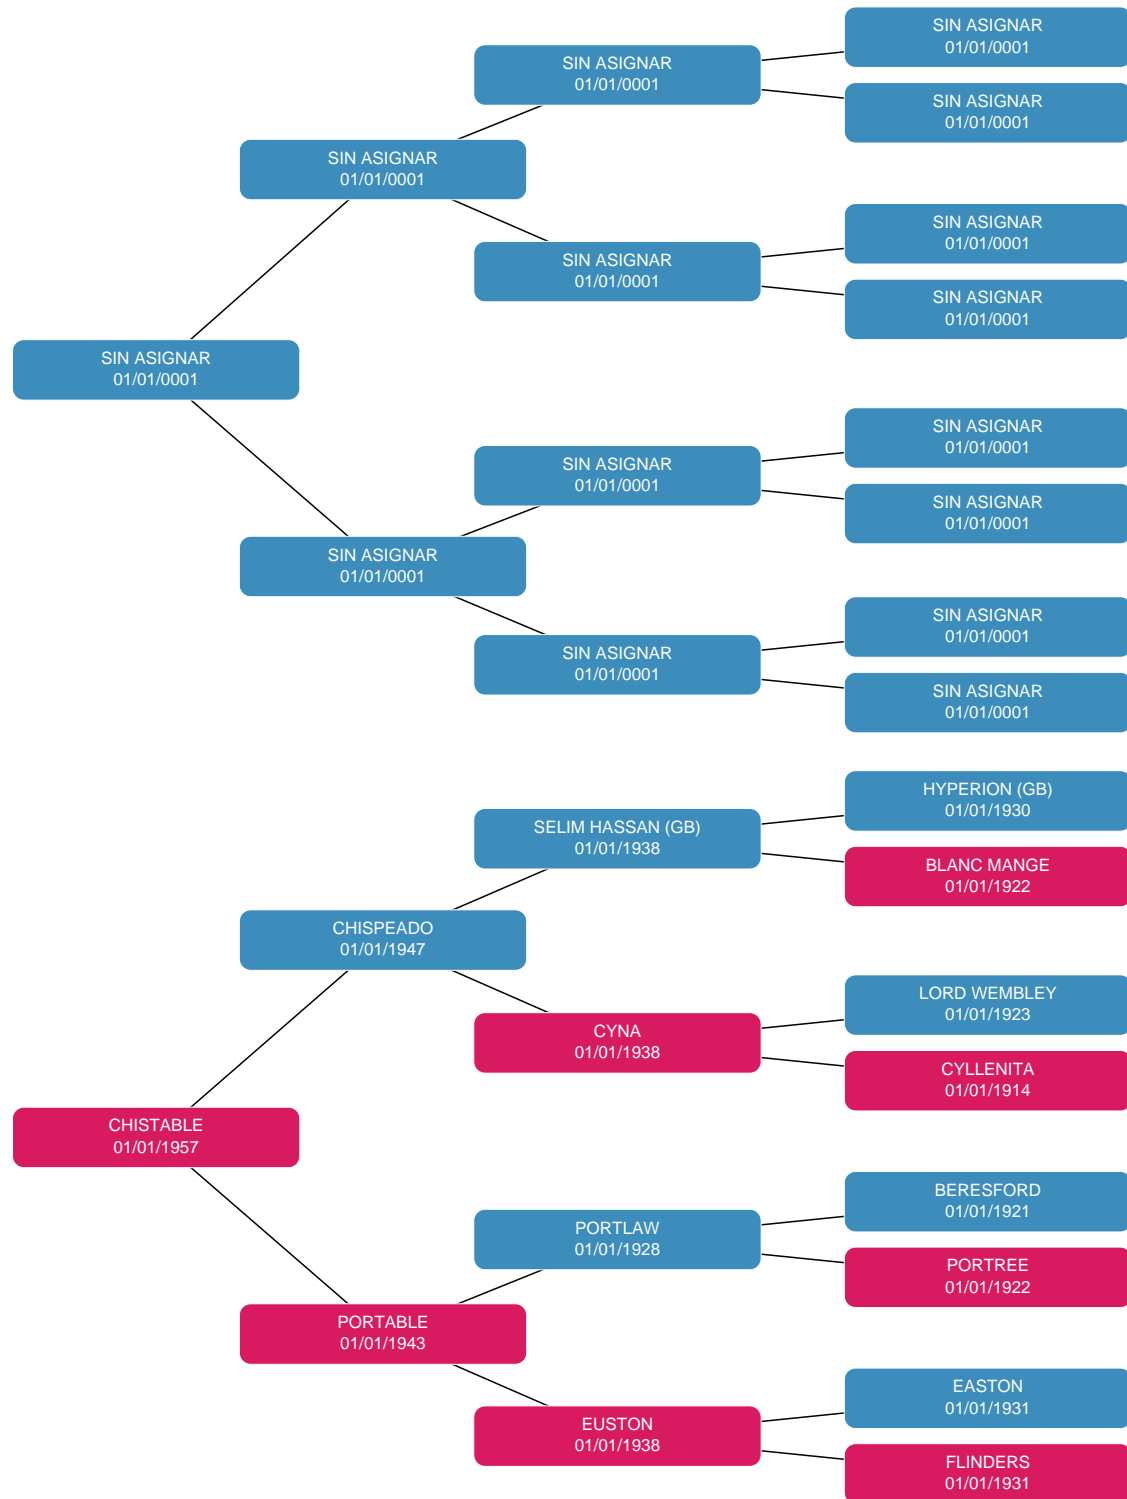 SIN ASIGNAR
01/01/0001
SIN ASIGNAR
01/01/0001
SIN ASIGNAR
01/01/0001
SIN ASIGNAR
01/01/0001
SIN ASIGNAR
01/01/0001
SIN ASIGNAR
01/01/0001
SIN ASIGNAR
01/01/0001
SIN ASIGNAR
01/01/0001
SIN ASIGNAR
01/01/0001
SIN ASIGNAR
01/01/0001
SIN ASIGNAR
01/01/0001
SIN ASIGNAR
01/01/0001
SIN ASIGNAR
01/01/0001
SIN ASIGNAR
01/01/0001
SIN ASIGNAR
01/01/0001
HYPERION (GB)
01/01/1930
SELIM HASSAN (GB)
01/01/1938
BLANC MANGE
01/01/1922
CHISPEADO
01/01/1947
LORD WEMBLEY
01/01/1923
CYNA
01/01/1938
CYLLENITA
01/01/1914
CHISTABLE
01/01/1957
BERESFORD
01/01/1921
PORTLAW
01/01/1928
PORTREE
01/01/1922
PORTABLE
01/01/1943
EASTON
01/01/1931
EUSTON
01/01/1938
FLINDERS
01/01/1931